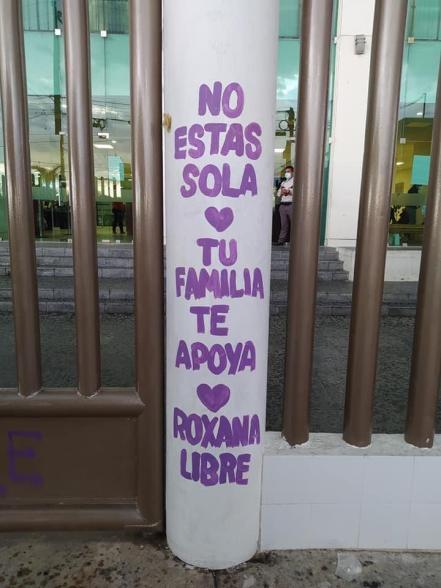 NO
ESTAS
SOLA
TU
FAMILIA
TE
APOYA
ROXANA
LIBRE